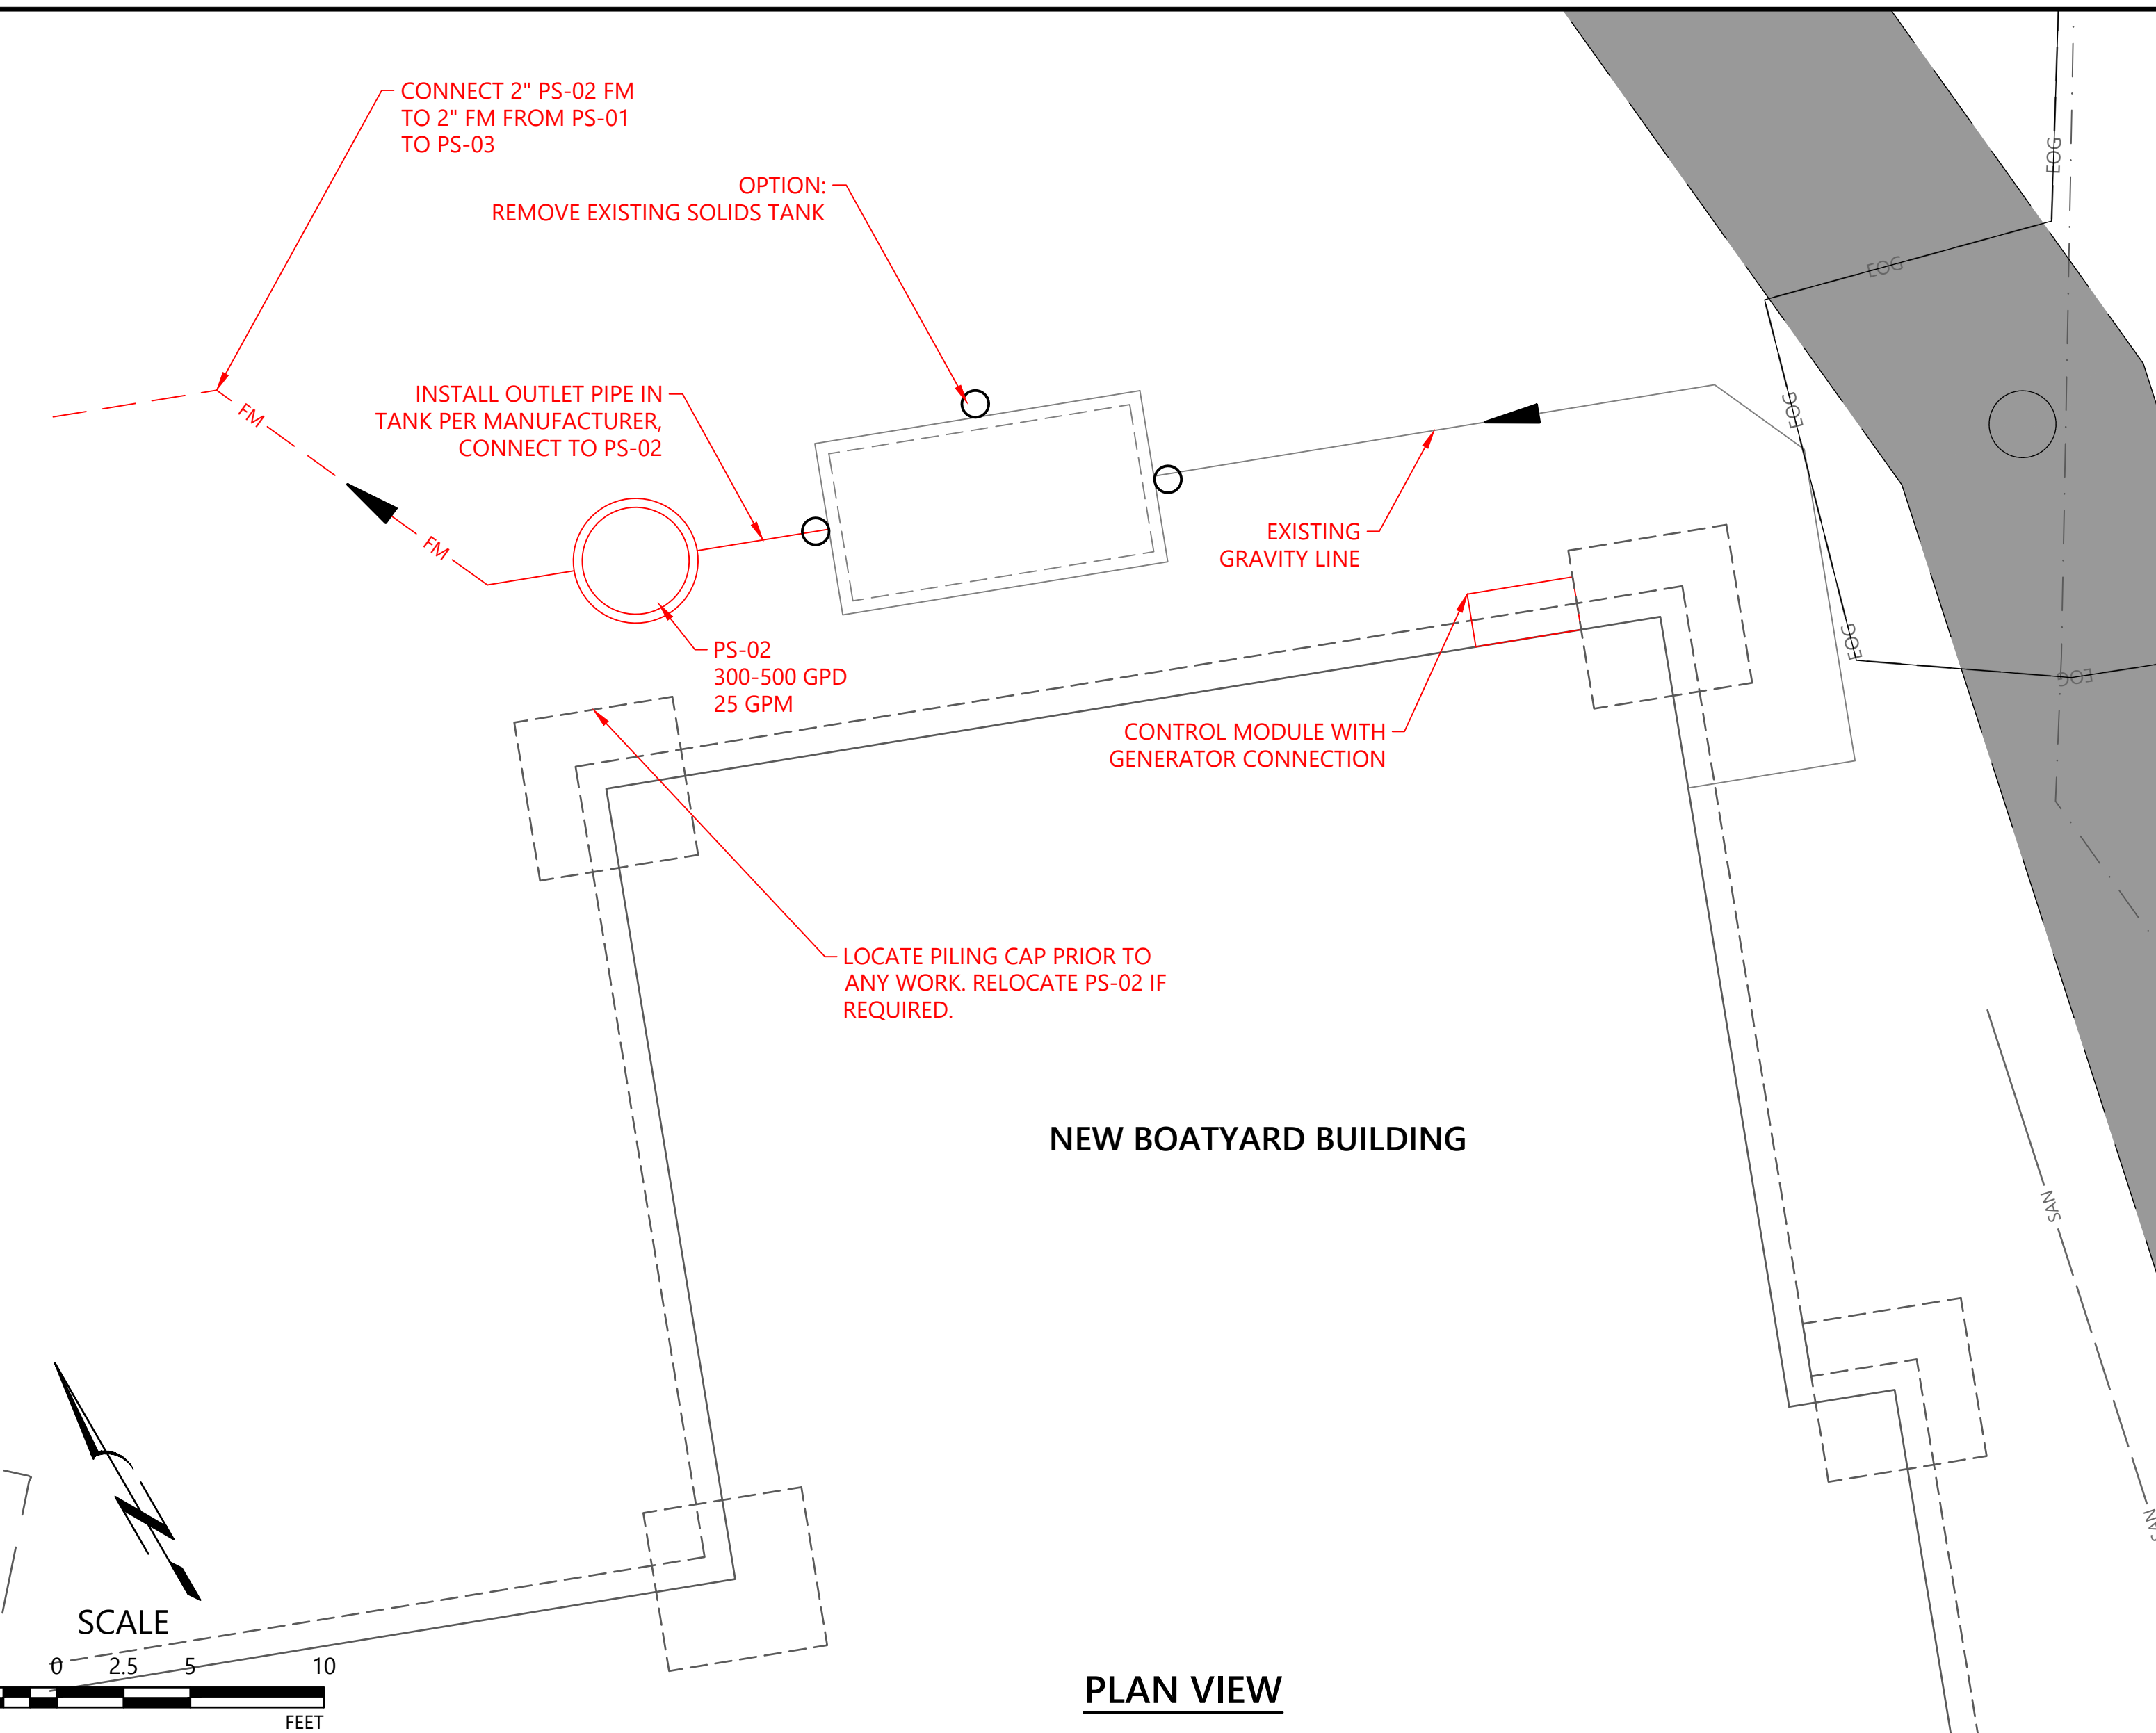 CONNECT 2" PS-02 FM
TO 2" FM FROM PS-01
TO PS-03
OPTION:
REMOVE EXISTING SOLIDS TANK
EOG
EOG
INSTALL OUTLET PIPE IN
TANK PER MANUFACTURER,
CONNECT TO PS-02
FM
FM
EOG
EXISTING
GRAVITY LINE
PS-02
300-500 GPD
25 GPM
EOG
EOG
CONTROL MODULE WITH
GENERATOR CONNECTION
LOCATE PILING CAP PRIOR TO
ANY WORK. RELOCATE PS-02 IF
REQUIRED.
NEW BOATYARD BUILDING
SAN
SAN
N
SCALE
0 2.5 5 10
FEET
PLAN VIEW